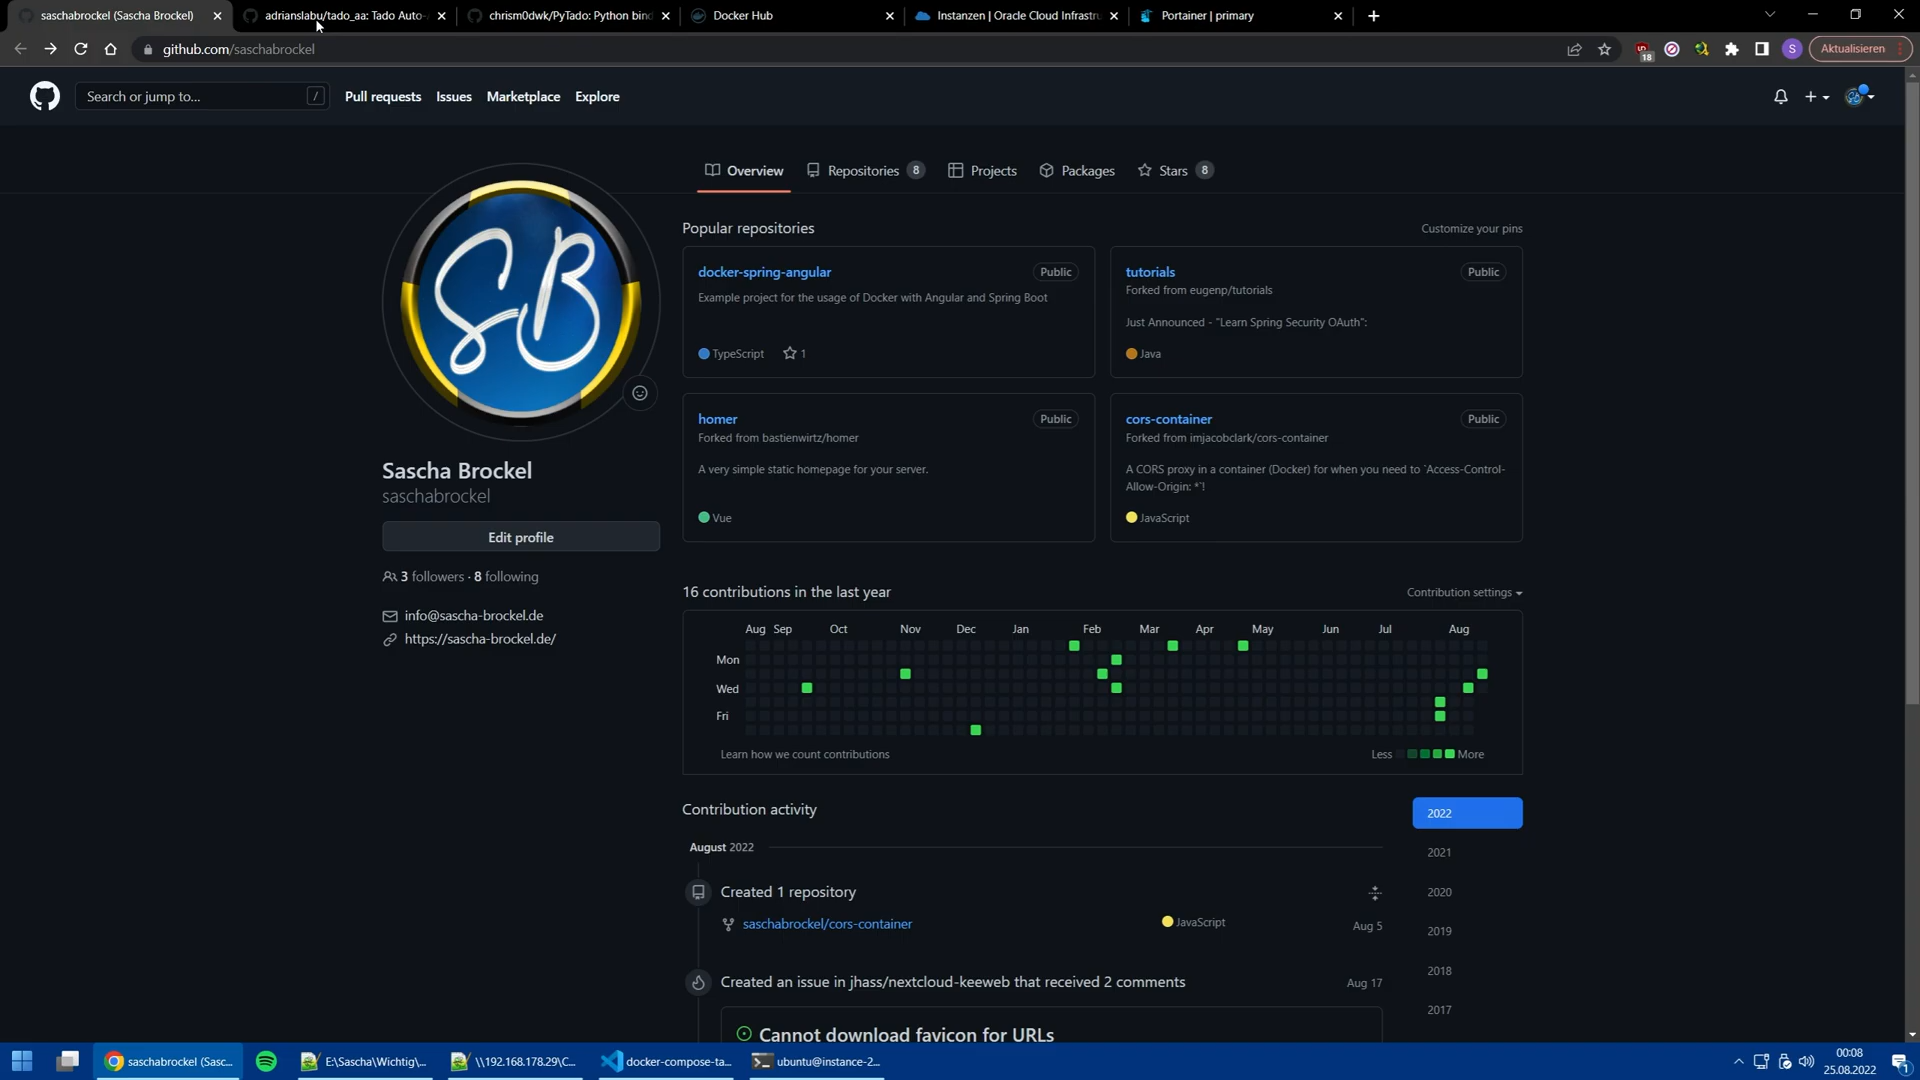 saschabrockel (Sascha Brockel)
adrianslabu/tado_aa: Tado Auto-
chrism0dwk/PyTado: Python bind
Docker Hub
Instanzen | Oracle Cloud Infrastru
Portainer | primary
github.com/saschabrockel
18
S
Aktualisieren
Search or jump to...
/
Pull requests
Issues
Marketplace
Explore
Overview
Repositories 8
Projects
Packages
Stars 8
SB
Sascha Brockel
saschabrockel
Edit profile
3 followers · 8 following
info@sascha-brockel.de
https://sascha-brockel.de/
Popular repositories
Customize your pins
docker-spring-angular
Public
Example project for the usage of Docker with Angular and Spring Boot
TypeScript
1
tutorials
Public
Forked from eugenp/tutorials
Just Announced - "Learn Spring Security OAuth":
Java
homer
Public
Forked from bastienwirtz/homer
A very simple static homepage for your server.
Vue
cors-container
Public
Forked from imjacobclark/cors-container
A CORS proxy in a container (Docker) for when you need to `Access-Control-
Allow-Origin: *`!
JavaScript
16 contributions in the last year
Contribution settings
Aug Sep Oct Nov Dec Jan Feb Mar Apr May Jun Jul Aug
Mon
Wed
Fri
Learn how we count contributions
Less
More
Contribution activity
2022
2021
2020
2019
2018
2017
August 2022
Created 1 repository
saschabrockel/cors-container
JavaScript
Aug 5
Created an issue in jhass/nextcloud-keeweb that received 2 comments
Aug 17
Cannot download favicon for URLs
saschabrockel (Sasc...
E:\Sascha\Wichtig\...
\\192.168.178.29\C...
docker-compose-ta...
ubuntu@instance-2...
00:08
25.08.2022
1